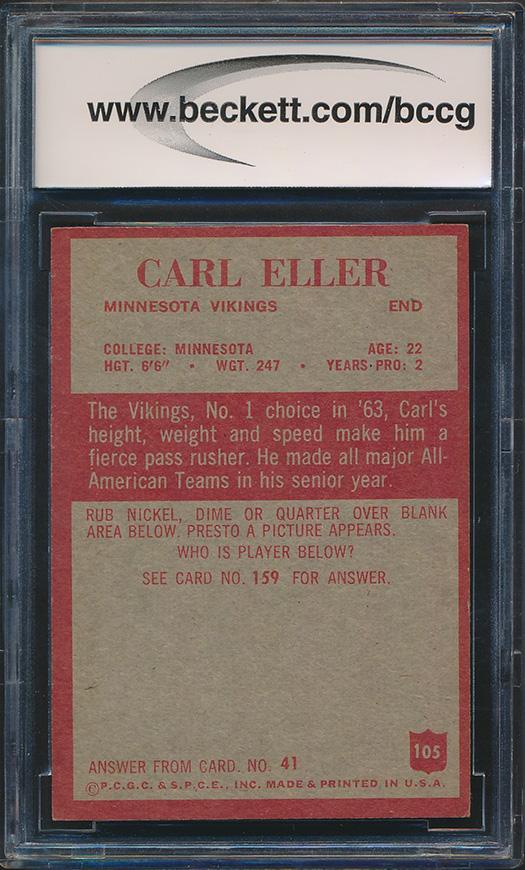 www.beckett.com/bccg
CARL ELLER
MINNESOTA VIKINGS END
COLLEGE: MINNESOTA AGE: 22
HGT. 6'6" • WGT. 247 • YEARS PRO: 2
The Vikings, No. 1 choice in '63, Carl's
height, weight and speed make him a
fierce pass rusher. He made all major All-
American Teams in his senior year.
RUB NICKEL, DIME OR QUARTER OVER BLANK
AREA BELOW. PRESTO A PICTURE APPEARS.
WHO IS PLAYER BELOW?
SEE CARD NO. 159 FOR ANSWER.
105
ANSWER FROM CARD. NO. 41
©P.C.G.C. & S.P.C.E., INC. MADE & PRINTED IN U.S.A.